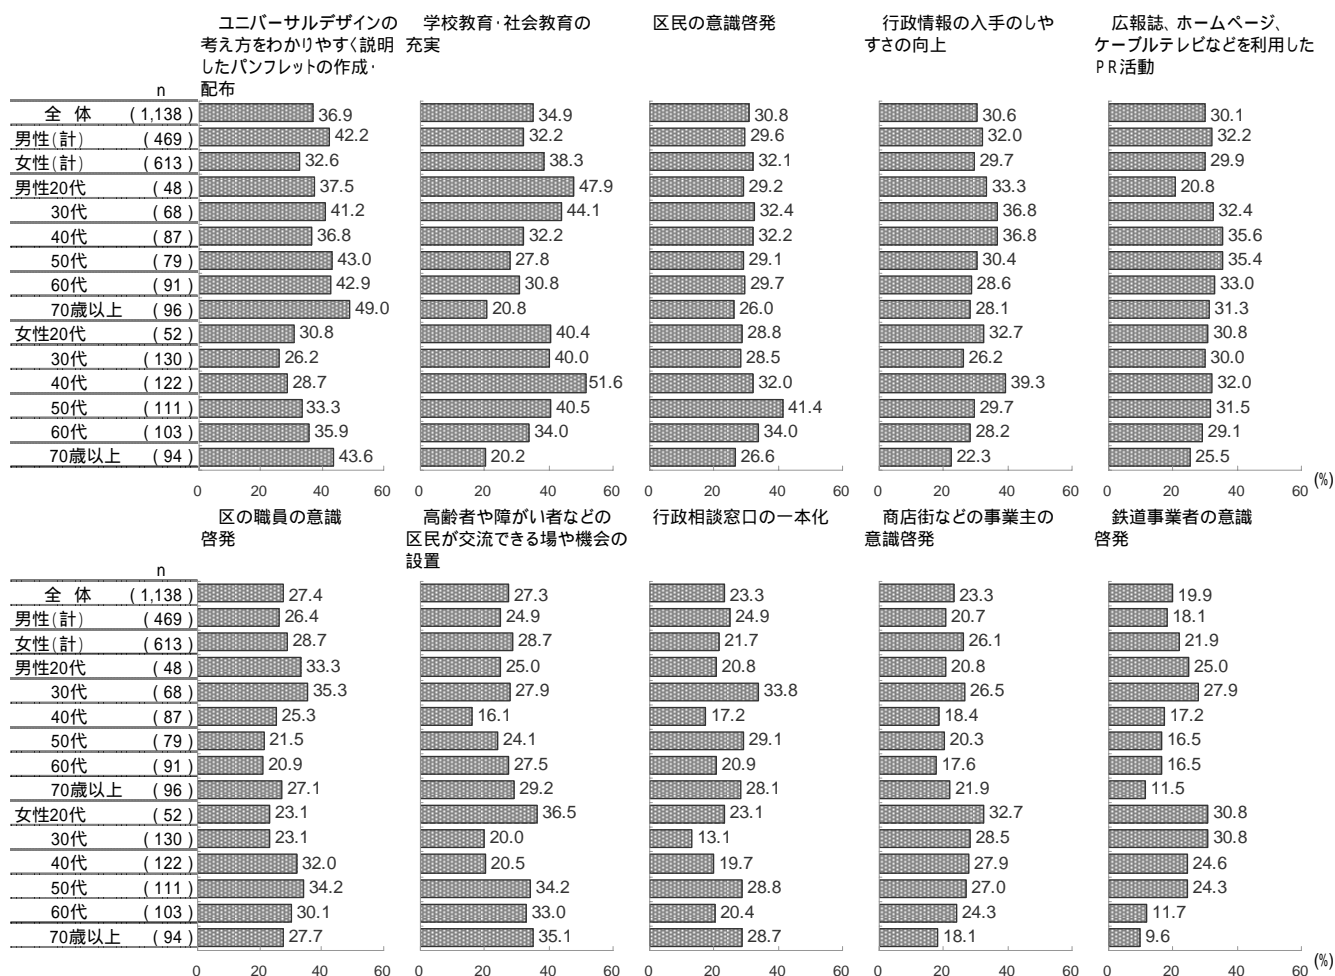 ユニバーサルデザインの
考え方をわかりやすく説明
したパンフレットの作成・
配布
学校教育・社会教育の
充実
区民の意識啓発
行政情報の入手のしや
すさの向上
広報誌、ホームページ、
ケーブルテレビなどを利用した
PR活動
n
全 体 (1,138) 36.9 34.9 30.8 30.6 30.1
男性(計) (469) 42.2 32.2 29.6 32.0 32.2
女性(計) (613) 32.6 38.3 32.1 29.7 29.9
男性20代 (48) 37.5 47.9 29.2 33.3 20.8
30代 (68) 41.2 44.1 32.4 36.8 32.4
40代 (87) 36.8 32.2 32.2 36.8 35.6
50代 (79) 43.0 27.8 29.1 30.4 35.4
60代 (91) 42.9 30.8 29.7 28.6 33.0
70歳以上 (96) 49.0 20.8 26.0 28.1 31.3
女性20代 (52) 30.8 40.4 28.8 32.7 30.8
30代 (130) 26.2 40.0 28.5 26.2 30.0
40代 (122) 28.7 51.6 32.0 39.3 32.0
50代 (111) 33.3 40.5 41.4 29.7 31.5
60代 (103) 35.9 34.0 34.0 28.2 29.1
70歳以上 (94) 43.6 20.2 26.6 22.3 25.5
0 20 40 60 0 20 40 60 0 20 40 60 0 20 40 60 0 20 40 60 (%)
区の職員の意識
啓発
高齢者や障がい者などの
区民が交流できる場や機会の
設置
行政相談窓口の一本化
商店街などの事業主の
意識啓発
鉄道事業者の意識
啓発
n
全 体 (1,138) 27.4 27.3 23.3 23.3 19.9
男性(計) (469) 26.4 24.9 24.9 20.7 18.1
女性(計) (613) 28.7 28.7 21.7 26.1 21.9
男性20代 (48) 33.3 25.0 20.8 20.8 25.0
30代 (68) 35.3 27.9 33.8 26.5 27.9
40代 (87) 25.3 16.1 17.2 18.4 17.2
50代 (79) 21.5 24.1 29.1 20.3 16.5
60代 (91) 20.9 27.5 20.9 17.6 16.5
70歳以上 (96) 27.1 29.2 28.1 21.9 11.5
女性20代 (52) 23.1 36.5 23.1 32.7 30.8
30代 (130) 23.1 20.0 13.1 28.5 30.8
40代 (122) 32.0 20.5 19.7 27.9 24.6
50代 (111) 34.2 34.2 28.8 27.0 24.3
60代 (103) 30.1 33.0 20.4 24.3 11.7
70歳以上 (94) 27.7 35.1 28.7 18.1 9.6
0 20 40 60 0 20 40 60 0 20 40 60 0 20 40 60 0 20 40 60 (%)